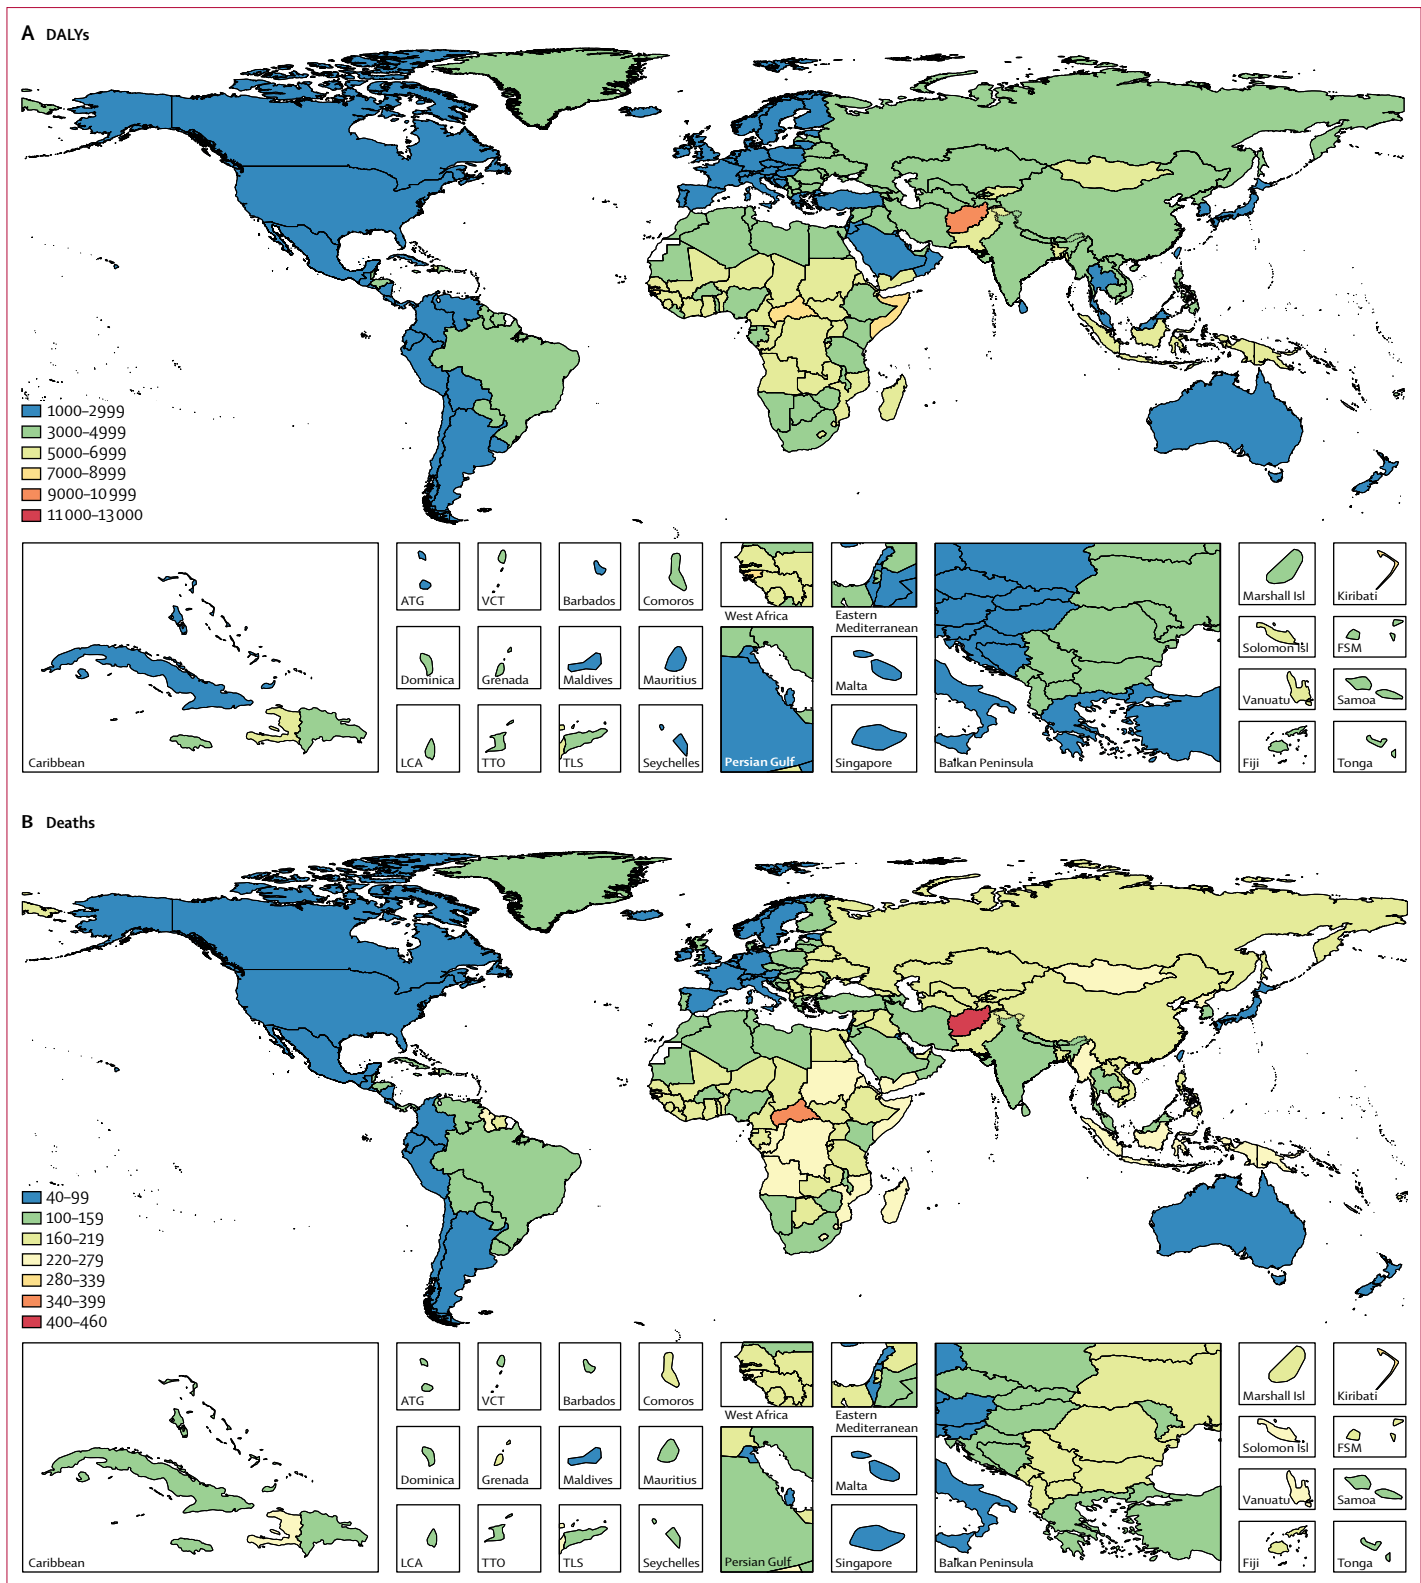 A DALYs
1000–2999
3000–4999
5000–6999
7000–8999
9000–10 999
11 000–13 000
Caribbean
ATG
VCT
Barbados
Comoros
Dominica
Grenada
Maldives
Mauritius
LCA
TTO
TLS
Seychelles
West Africa
Eastern
Mediterranean
Persian Gulf
Malta
Singapore
Balkan Peninsula
Marshall Isl
Kiribati
Solomon Isl
FSM
Vanuatu
Samoa
Fiji
Tonga
B Deaths
40–99
100–159
160–219
220–279
280–339
340–399
400–460
Caribbean
ATG
VCT
Barbados
Comoros
Dominica
Grenada
Maldives
Mauritius
LCA
TTO
TLS
Seychelles
West Africa
Eastern
Mediterranean
Persian Gulf
Malta
Singapore
Balkan Peninsula
Marshall Isl
Kiribati
Solomon Isl
FSM
Vanuatu
Samoa
Fiji
Tonga